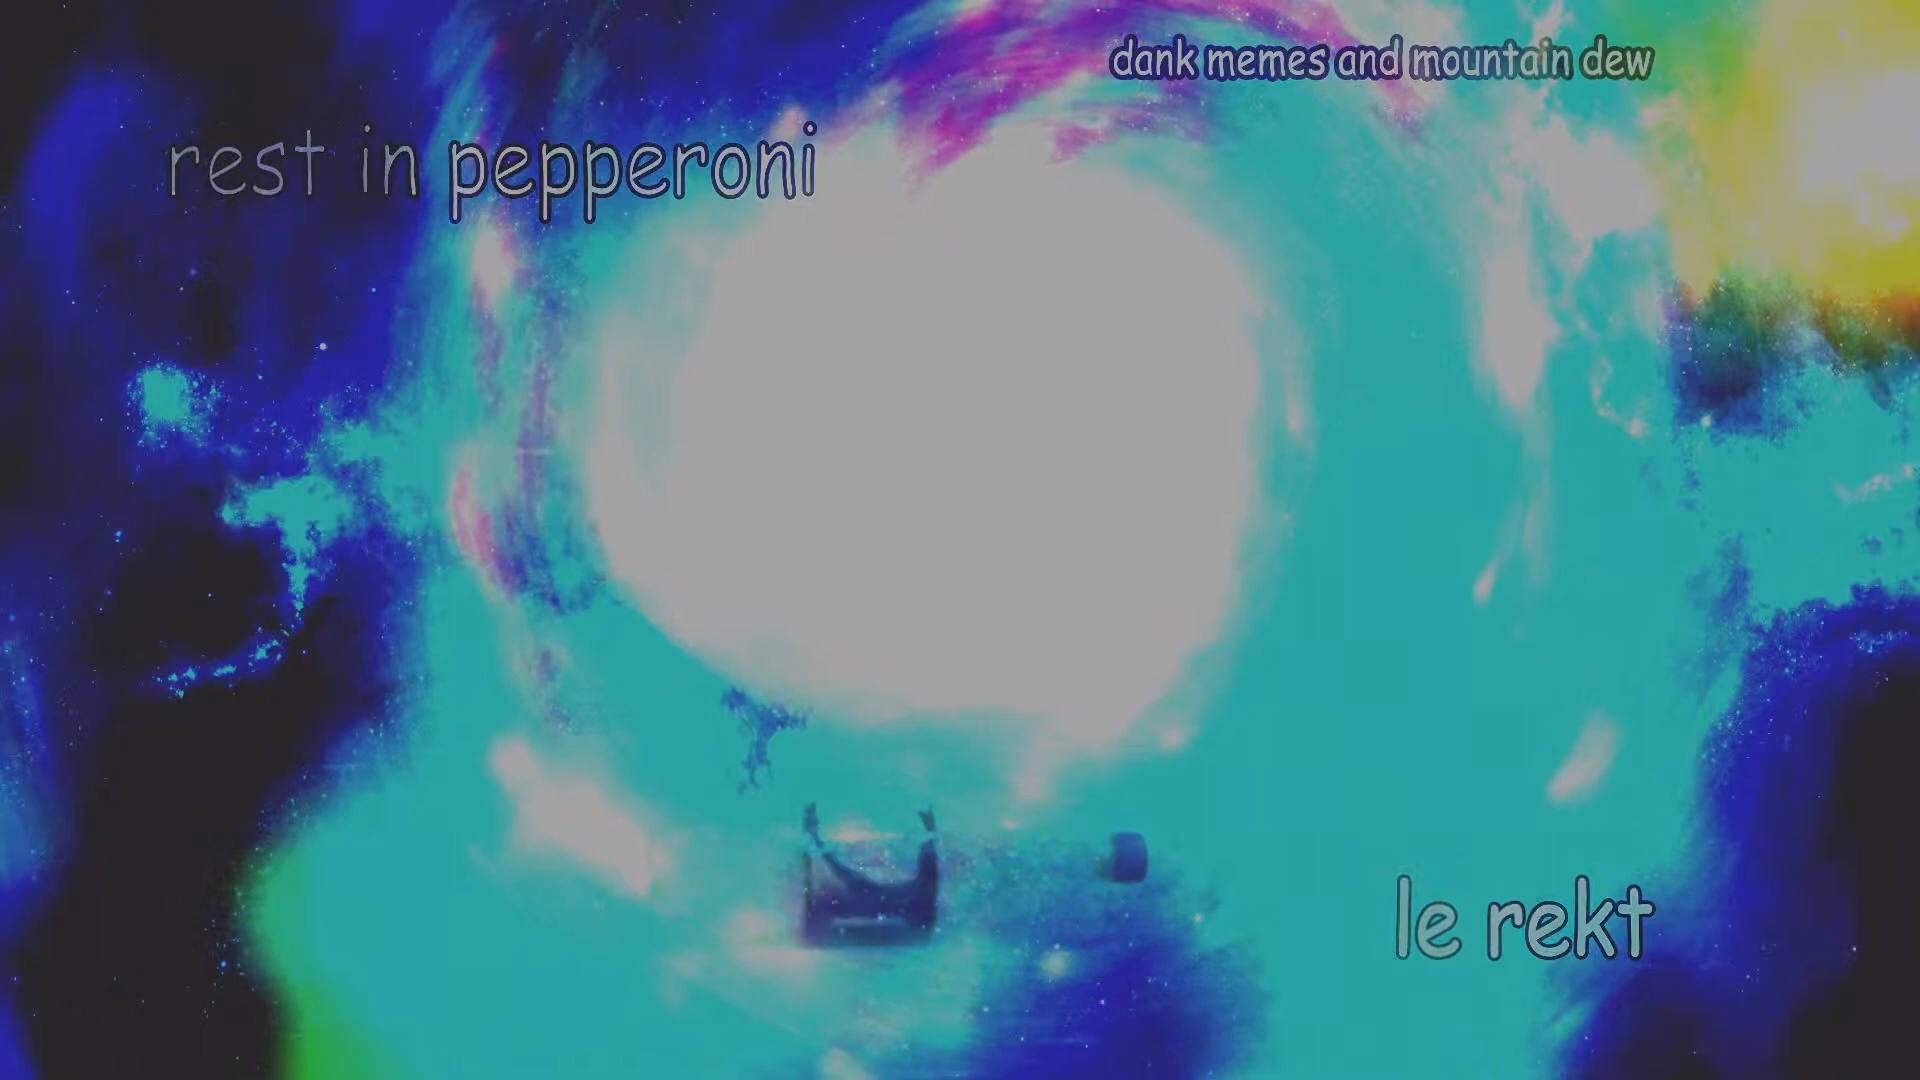 dank memes and mountain dew
rest in pepperoni
le rekt